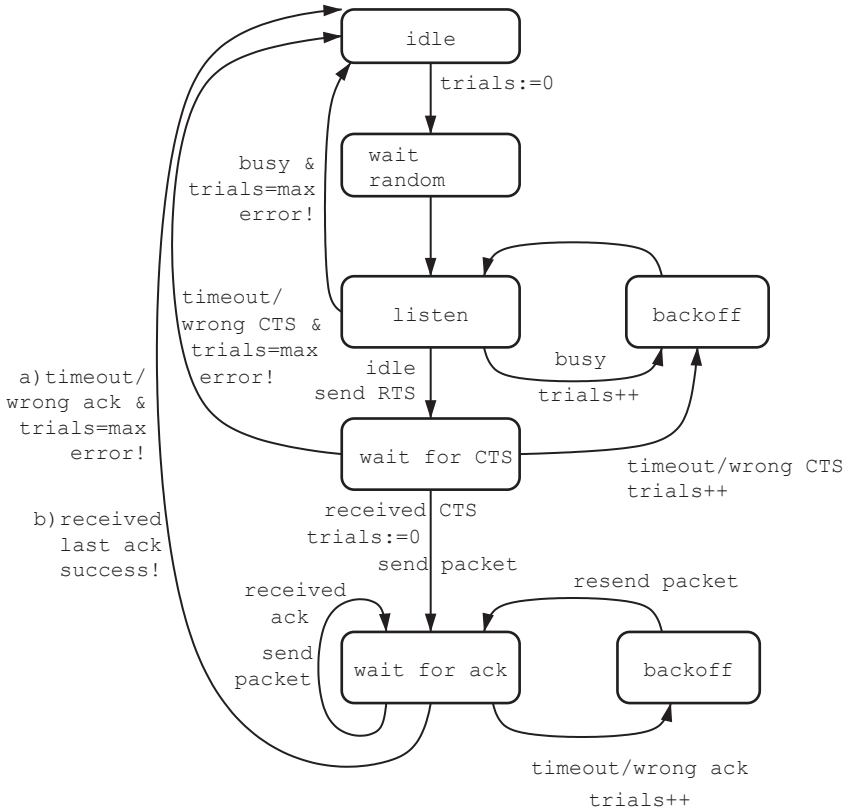 idle
trials:=0
wait
random
busy &
trials=max
error!
listen
backoff
timeout/
wrong CTS &
trials=max
error!
busy
trials++
idle
send RTS
a)timeout/
wrong ack &
trials=max
error!
wait for CTS
timeout/wrong CTS
trials++
received CTS
trials:=0
send packet
b)received
last ack
success!
received
ack
send
packet
resend packet
wait for ack
backoff
timeout/wrong ack
trials++